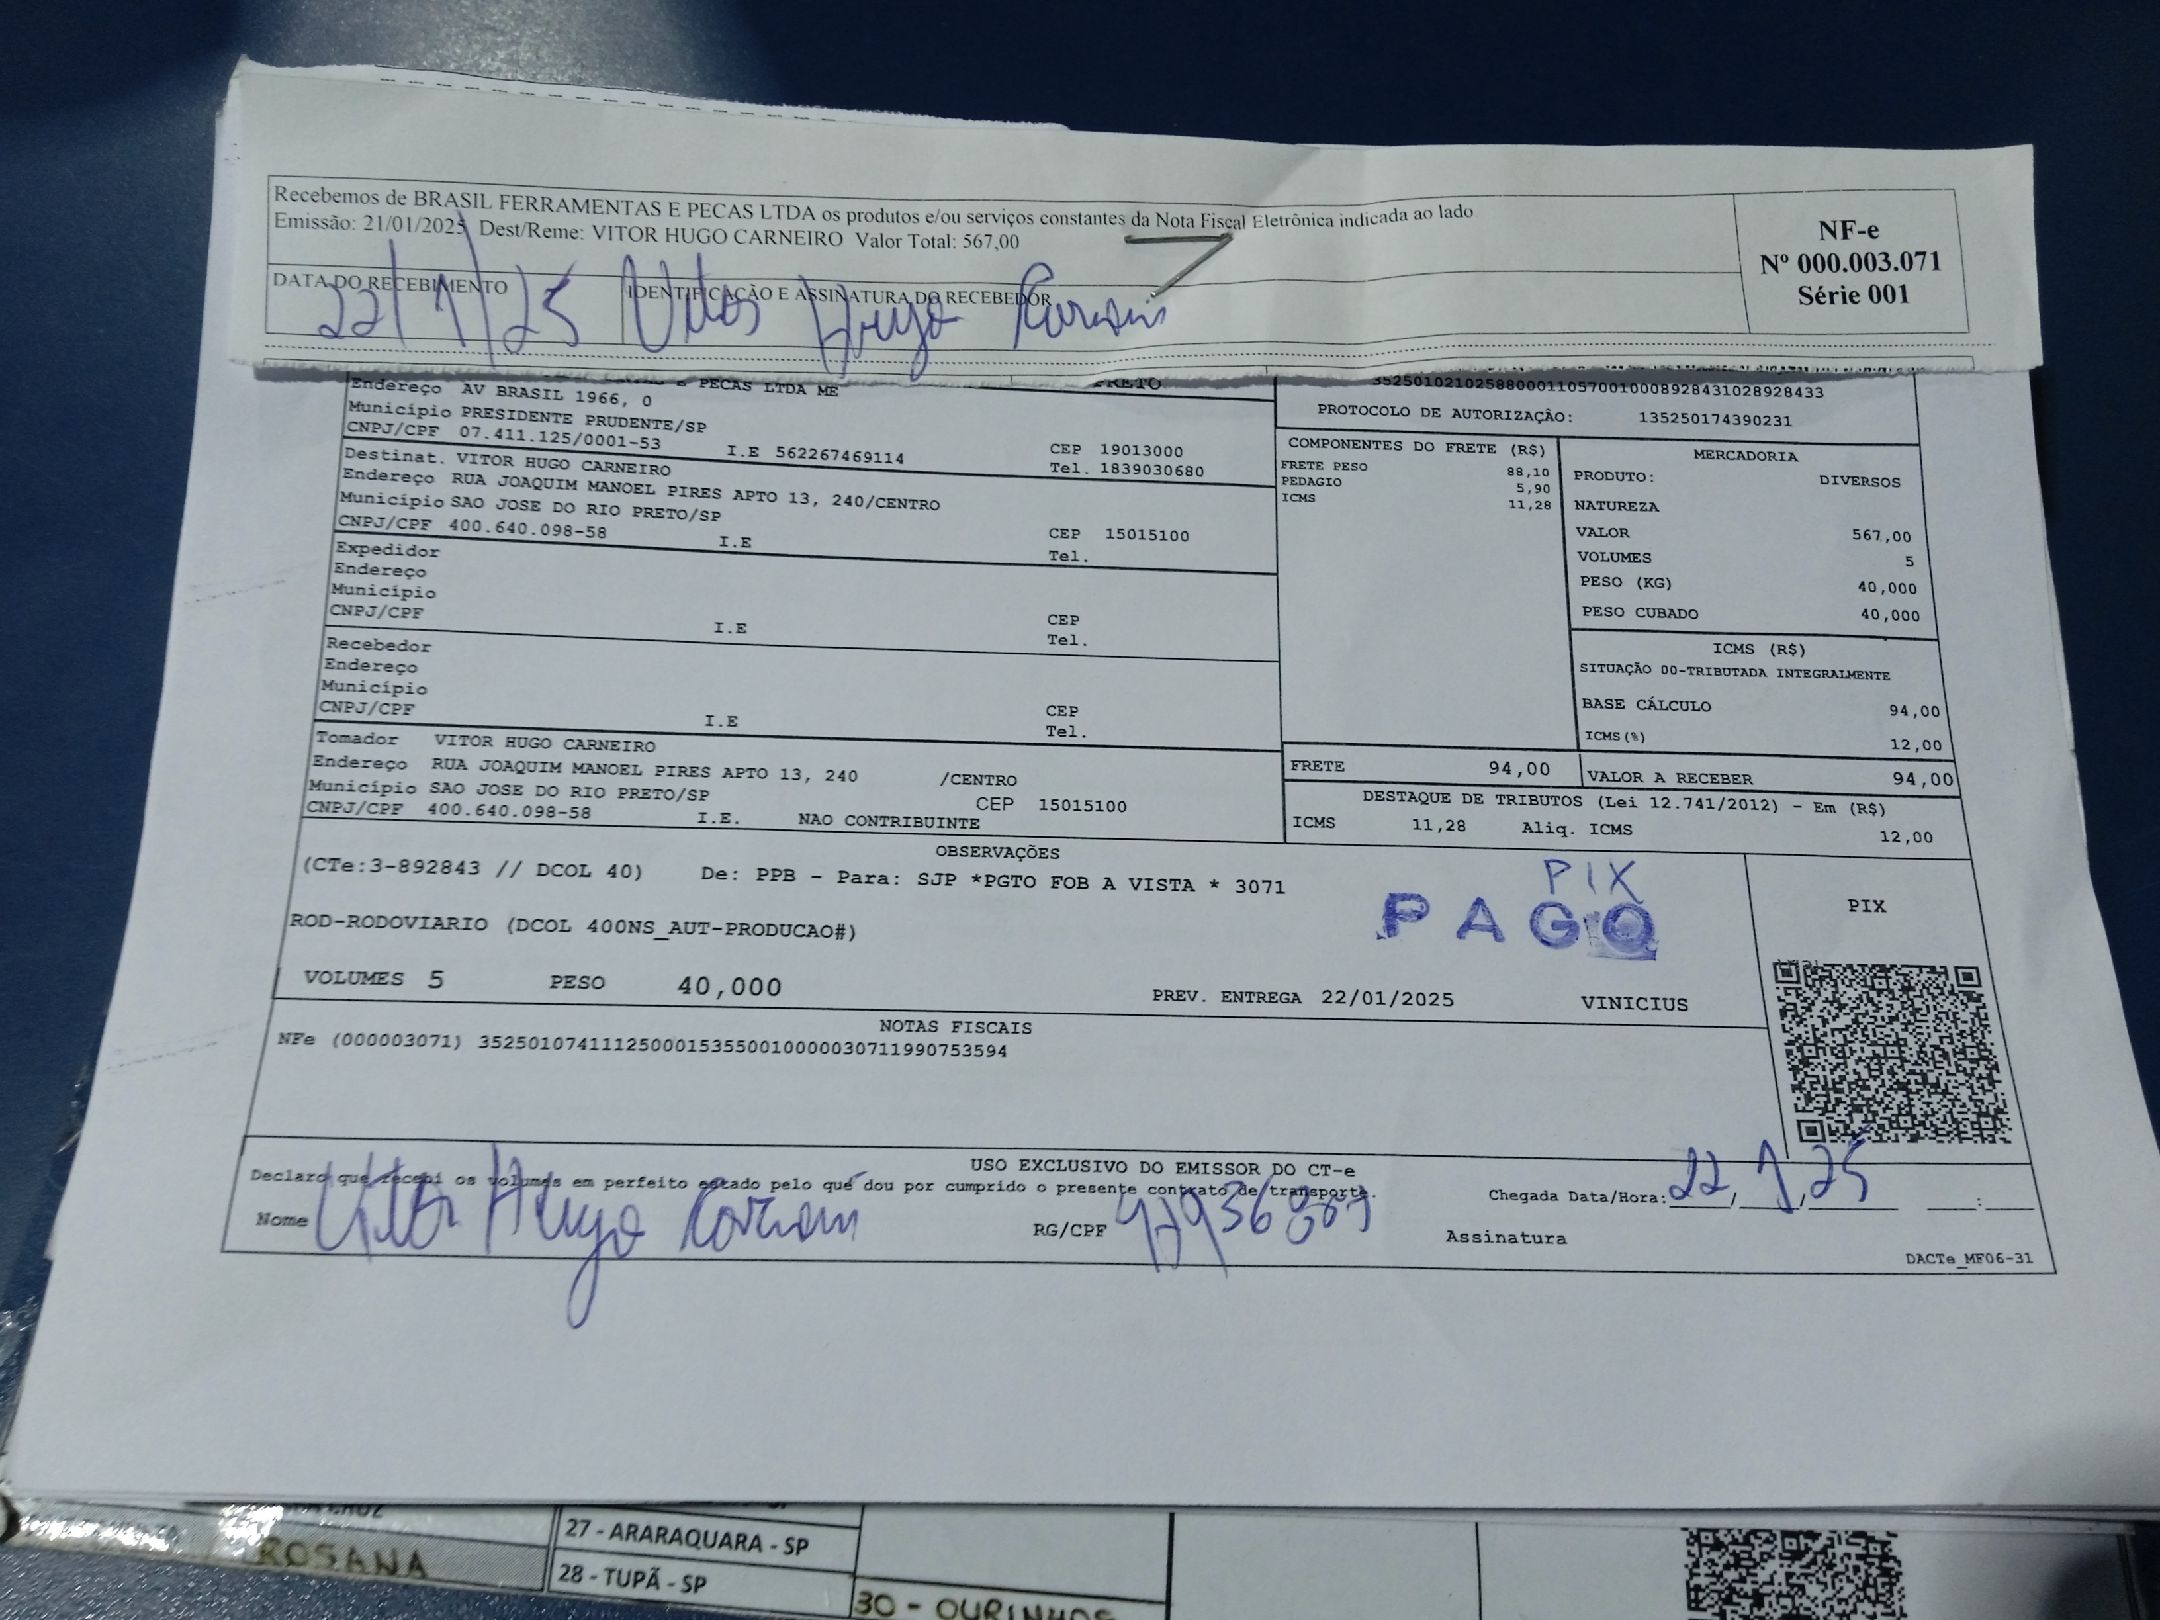 Recebemos de BRASIL FERRAMENTAS E PECAS LTDA os produtos e/ou serviços constantes da Nota Fiscal Eletrônica indicada ao lado
Emissão: 21/01/2025 Dest/Reme: VITOR HUGO CARNEIRO Valor Total: 567,00
DATA DO RECEBIMENTO
22/1/25
IDENTIFICAÇÃO E ASSINATURA DO RECEBEDOR
Vitor Hugo
NF-e
Nº 000.003.071
Série 001
E PECAS LTDA ME
Endereço AV BRASIL 1966, 0
Município PRESIDENTE PRUDENTE/SP
CNPJ/CPF 07.411.125/0001-53 I.E 562267469114
CEP 19013000
Tel. 1839030680
Destinat. VITOR HUGO CARNEIRO
Endereço RUA JOAQUIM MANOEL PIRES APTO 13, 240/CENTRO
Município SAO JOSE DO RIO PRETO/SP
CNPJ/CPF 400.640.098-58 I.E
CEP 15015100
Tel.
Expedidor
Endereço
Município
CNPJ/CPF I.E
CEP
Tel.
Recebedor
Endereço
Município
CNPJ/CPF I.E
CEP
Tel.
Tomador VITOR HUGO CARNEIRO
Endereço RUA JOAQUIM MANOEL PIRES APTO 13, 240 /CENTRO
Município SAO JOSE DO RIO PRETO/SP CEP 15015100
CNPJ/CPF 400.640.098-58 I.E. NAO CONTRIBUINTE
35250102102588000110570010008928431028928433
PROTOCOLO DE AUTORIZAÇÃO: 135250174390231
COMPONENTES DO FRETE (R$)
FRETE PESO 88,10
PEDAGIO 5,90
ICMS 11,28
MERCADORIA
PRODUTO: DIVERSOS
NATUREZA
VALOR 567,00
VOLUMES 5
PESO (KG) 40,000
PESO CUBADO 40,000
ICMS (R$)
SITUAÇÃO 00-TRIBUTADA INTEGRALMENTE
BASE CÁLCULO 94,00
ICMS(%) 12,00
FRETE 94,00 VALOR A RECEBER 94,00
DESTAQUE DE TRIBUTOS (Lei 12.741/2012) - Em (R$)
ICMS 11,28 Aliq. ICMS 12,00
OBSERVAÇÕES
(CTe:3-892843 // DCOL 40) De: PPB - Para: SJP *PGTO FOB A VISTA * 3071
PIX
PAGO
PIX
ROD-RODOVIARIO (DCOL 400NS_AUT-PRODUCAO#)
VOLUMES 5 PESO 40,000 PREV. ENTREGA 22/01/2025 VINICIUS
NOTAS FISCAIS
NFe (000003071) 35250107411125000153550010000030711990753594
USO EXCLUSIVO DO EMISSOR DO CT-e
Declaro que recebi os volumes em perfeito estado pelo que dou por cumprido o presente contrato de transporte.
Chegada Data/Hora: 22/1/25 :
Nome Vitor Hugo RG/CPF Assinatura
DACTe_MF06-31
ROSANA
27 - ARARAQUARA - SP
28 - TUPÃ - SP
30 - OURINHOS